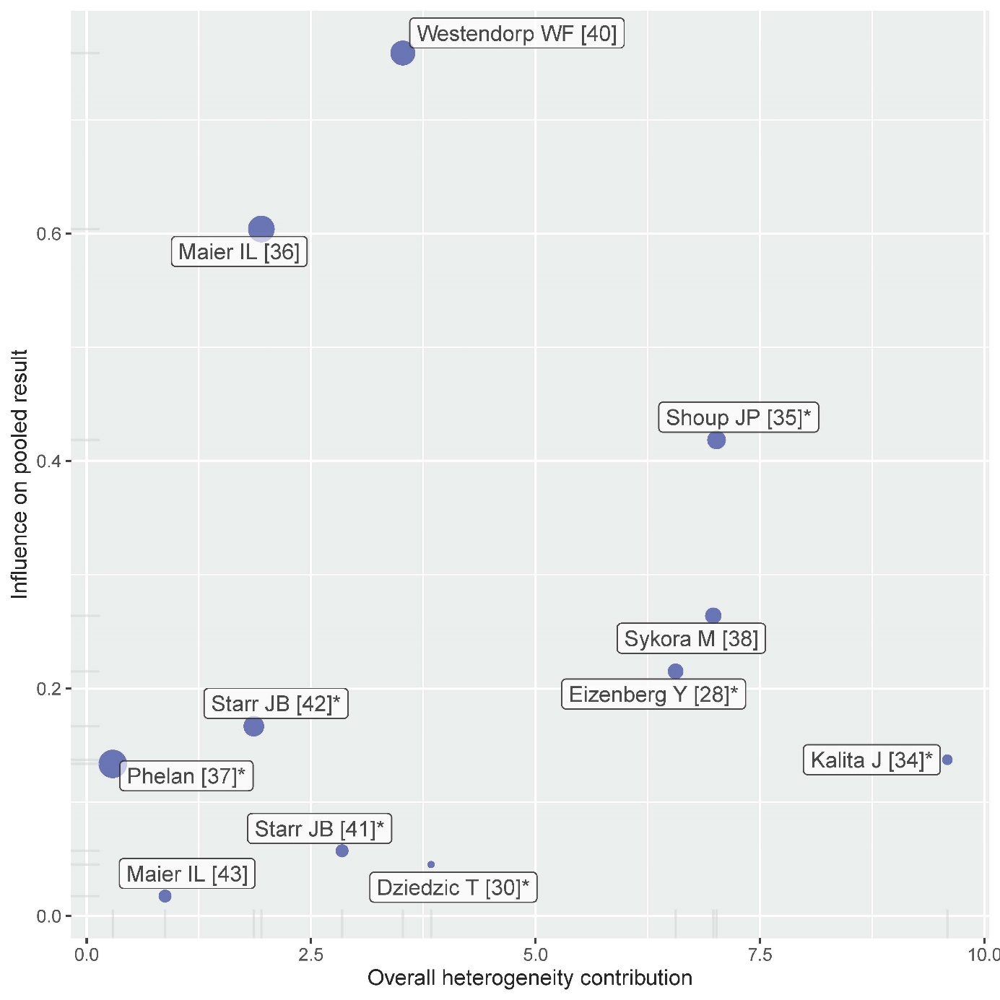 Westendorp WF [40]
0.6
Maier IL [36]
Shoup JP [35]*
Influence on pooled result
0.4
Sykora M [38]
Eizenberg Y [28]*
0.2
Starr JB [42]*
Kalita J [34]*
Phelan [37]*
Starr JB [41]*
Maier IL [43]
Dziedzic T [30]*
0.0
0.0 2.5 5.0 7.5 10.0
Overall heterogeneity contribution